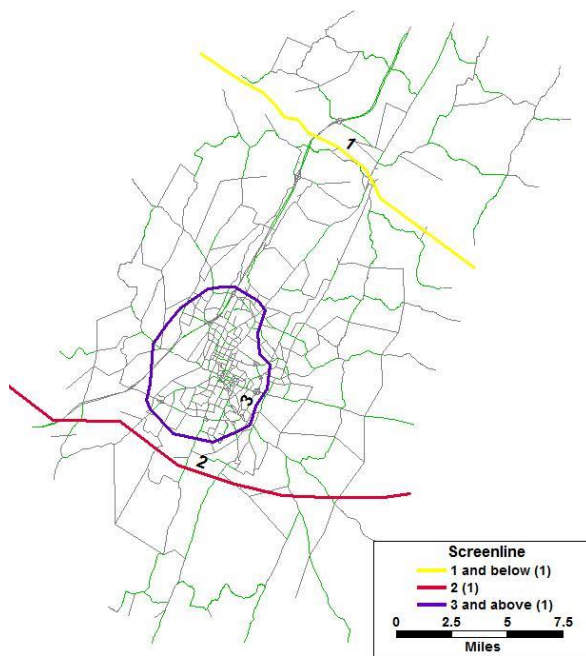 1
3
2
Screenline
1 and below (1)
2 (1)
3 and above (1)
0 2.5 5 7.5
Miles